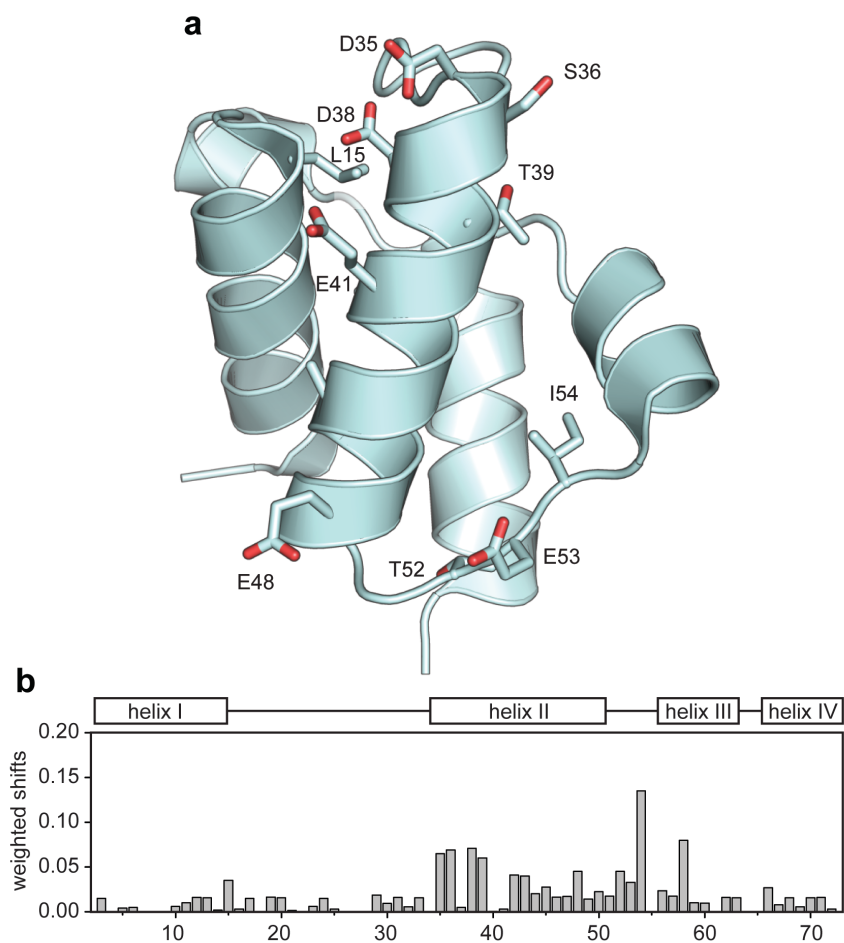 a
D35
S36
D38
L15
T39
E41
I54
E48
T52
E53
b
helix I
helix II
helix III
helix IV
0.20
0.15
0.10
0.05
0.00
weighted shifts
10
20
30
40
50
60
70